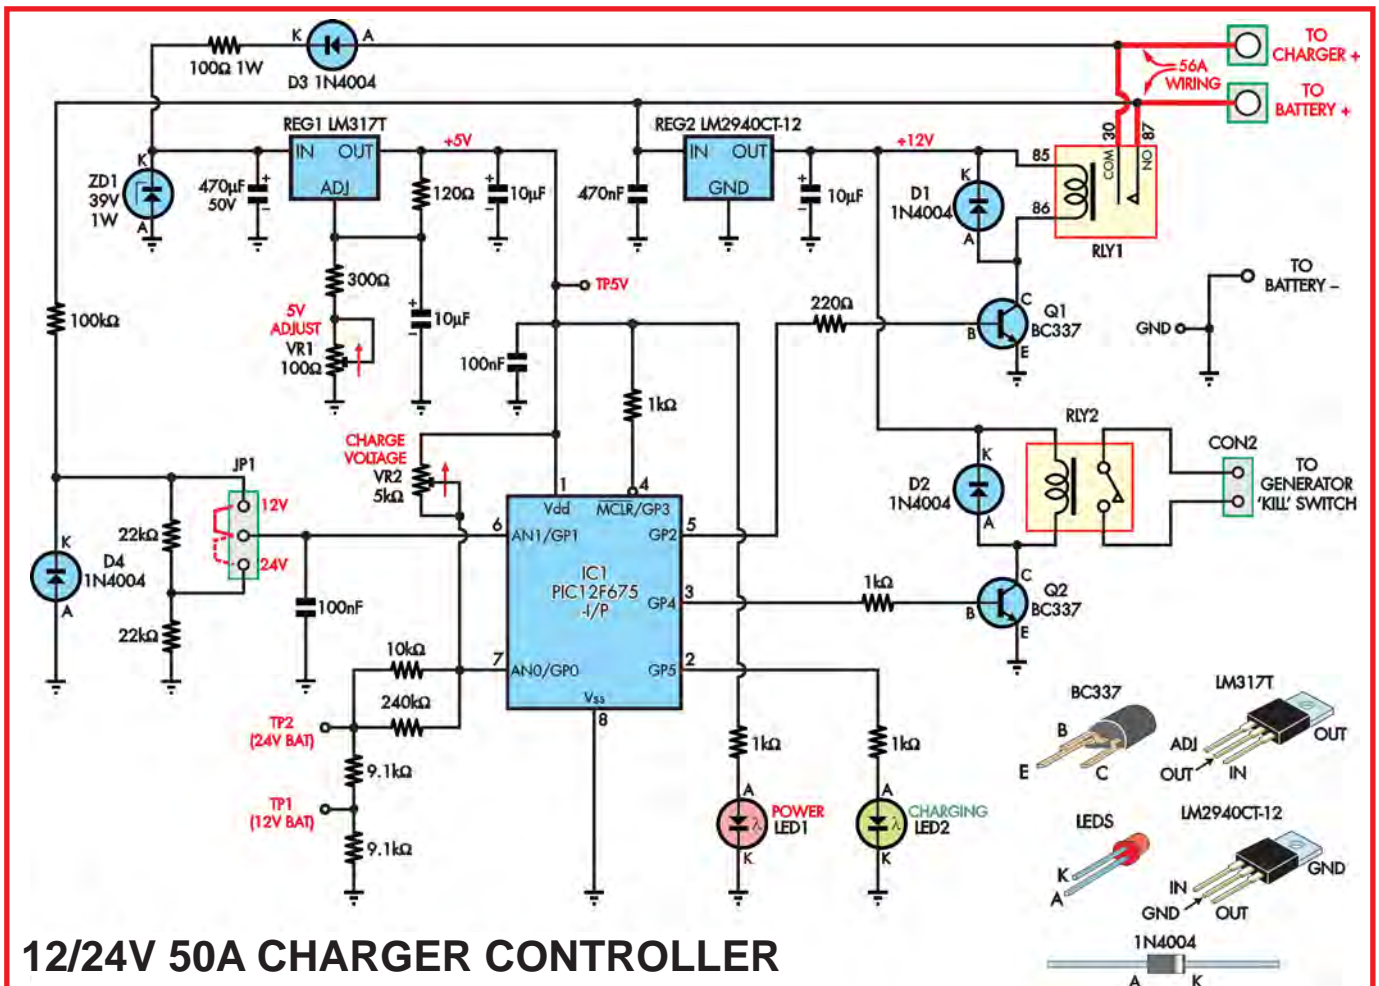 K
A
100Ω 1W
D3 1N4004
TO
CHARGER +
56A
WIRING
TO
BATTERY +
REG1 LM317T
IN OUT
ADJ
+5V
REG2 LM2940CT-12
IN OUT
GND
+12V
30
87
COM
NO
85
86
RLY1
K
ZD1
39V
1W
A
470µF
50V
120Ω
10µF
470nF
10µF
K
D1
1N4004
A
300Ω
TP5V
5V
ADJUST
VR1
100Ω
10µF
100nF
1kΩ
220Ω
C
B
E
Q1
BC337
TO
BATTERY –
GND
100kΩ
CHARGE
VOLTAGE
VR2
5kΩ
JP1
12V
24V
22kΩ
22kΩ
K
D4
1N4004
A
100nF
1
4
Vdd
MCLR/GP3
6
AN1/GP1
GP2
5
IC1
PIC12F675
-I/P
GP4
3
7
AN0/GP0
GP5
2
Vss
8
RLY2
K
D2
1N4004
A
CON2
TO
GENERATOR
'KILL' SWITCH
1kΩ
C
B
E
Q2
BC337
10kΩ
240kΩ
TP2
(24V BAT)
9.1kΩ
TP1
(12V BAT)
9.1kΩ
1kΩ
1kΩ
A
POWER
LED1
λ
K
A
CHARGING
LED2
λ
K
BC337
B
E
C
LM317T
ADJ
OUT
IN
OUT
LEDS
K
A
LM2940CT-12
IN
GND
OUT
GND
1N4004
A
K
12/24V 50A CHARGER CONTROLLER